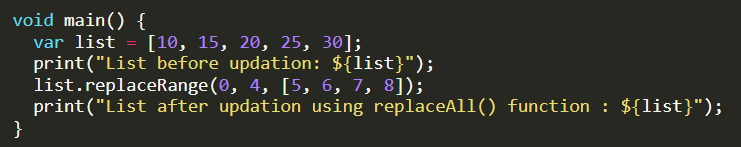 void main() {
  var list = [10, 15, 20, 25, 30];
  print("List before updation: ${list}");
  list.replaceRange(0, 4, [5, 6, 7, 8]);
  print("List after updation using replaceAll() function : ${list}");
}